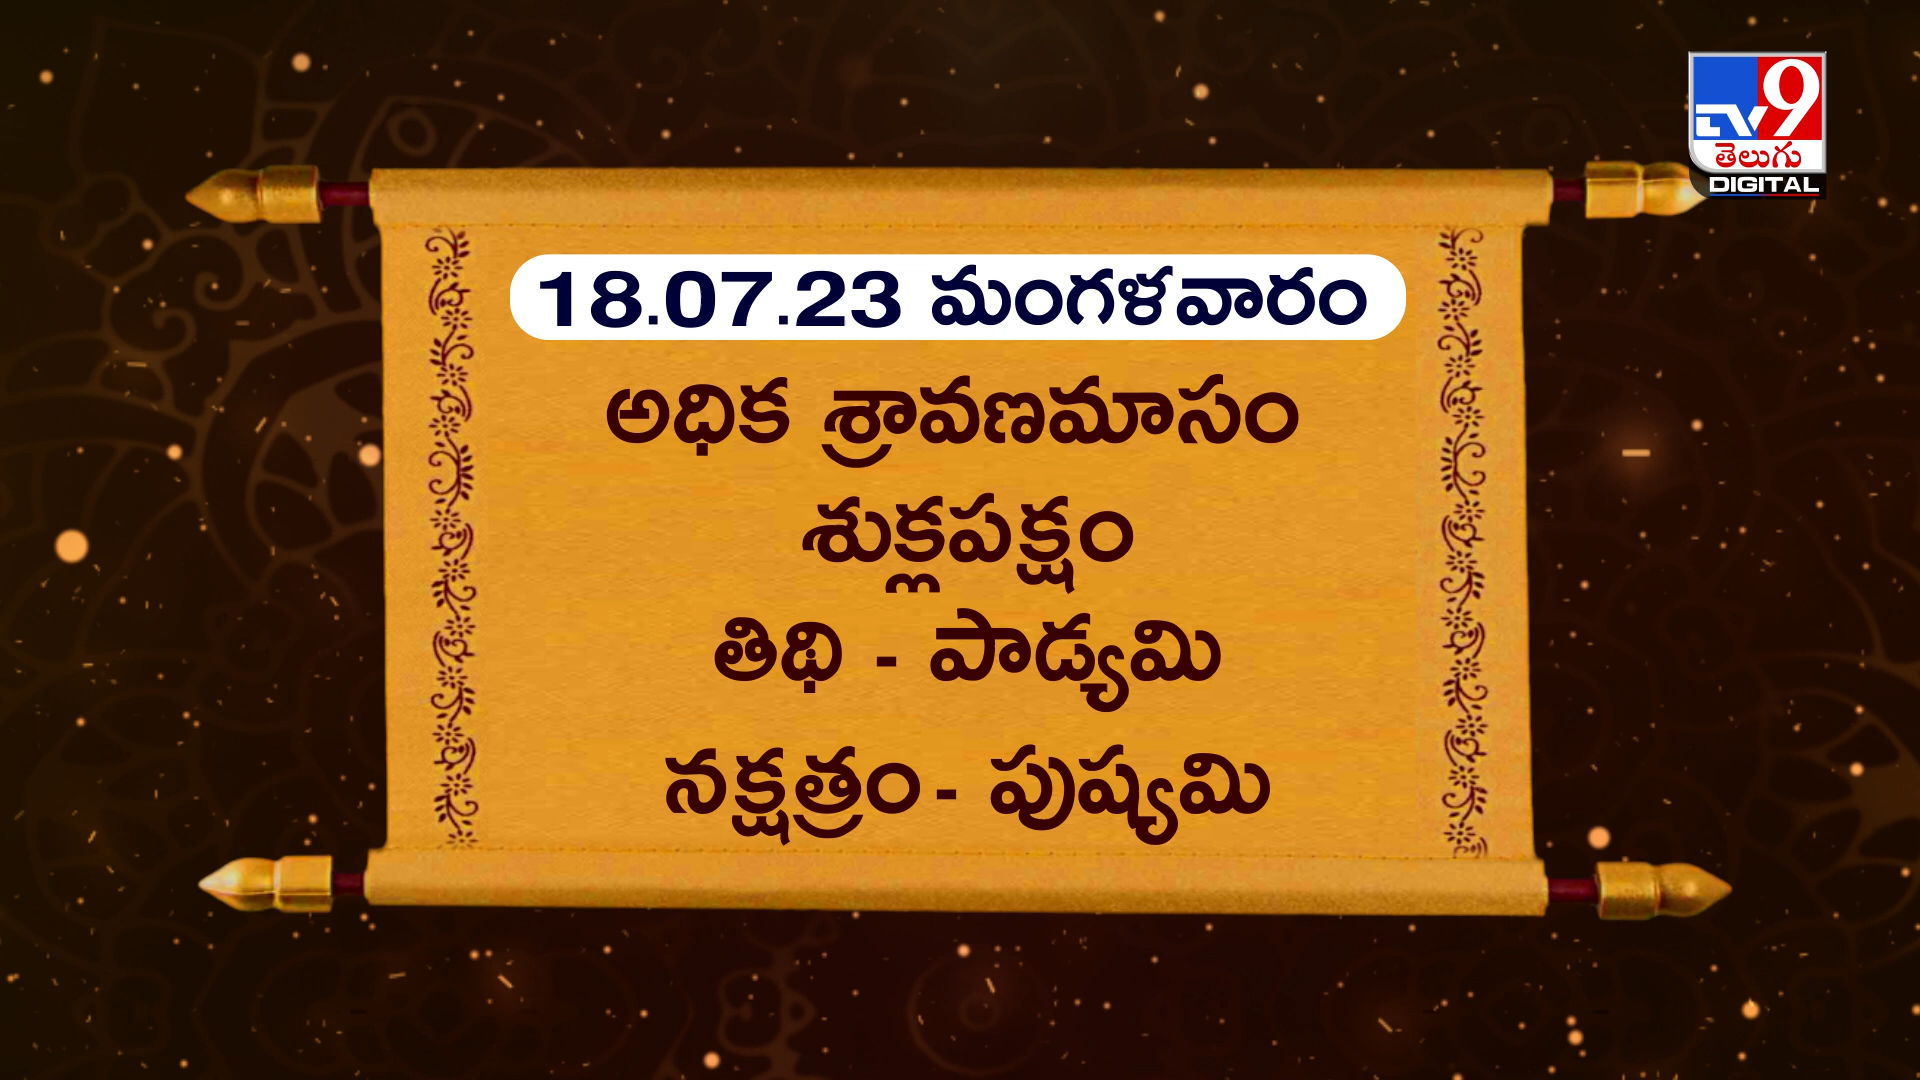 TV9
తెలుగు
DIGITAL
18.07.23 మంగళవారం
అధిక శ్రావణమాసం
శుక్లపక్షం
తిథి - పాడ్యమి
నక్షత్రం - పుష్యమి